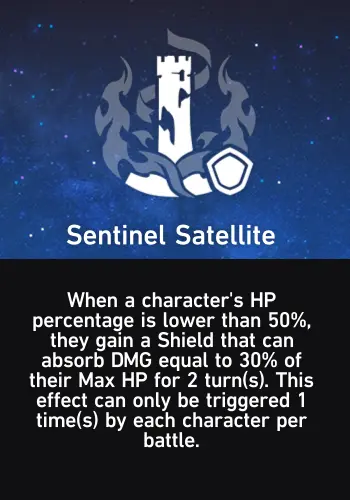 Sentinel Satellite
When a character's HP
percentage is lower than 50%,
they gain a Shield that can
absorb DMG equal to 30% of
their Max HP for 2 turn(s). This
effect can only be triggered 1
time(s) by each character per
battle.